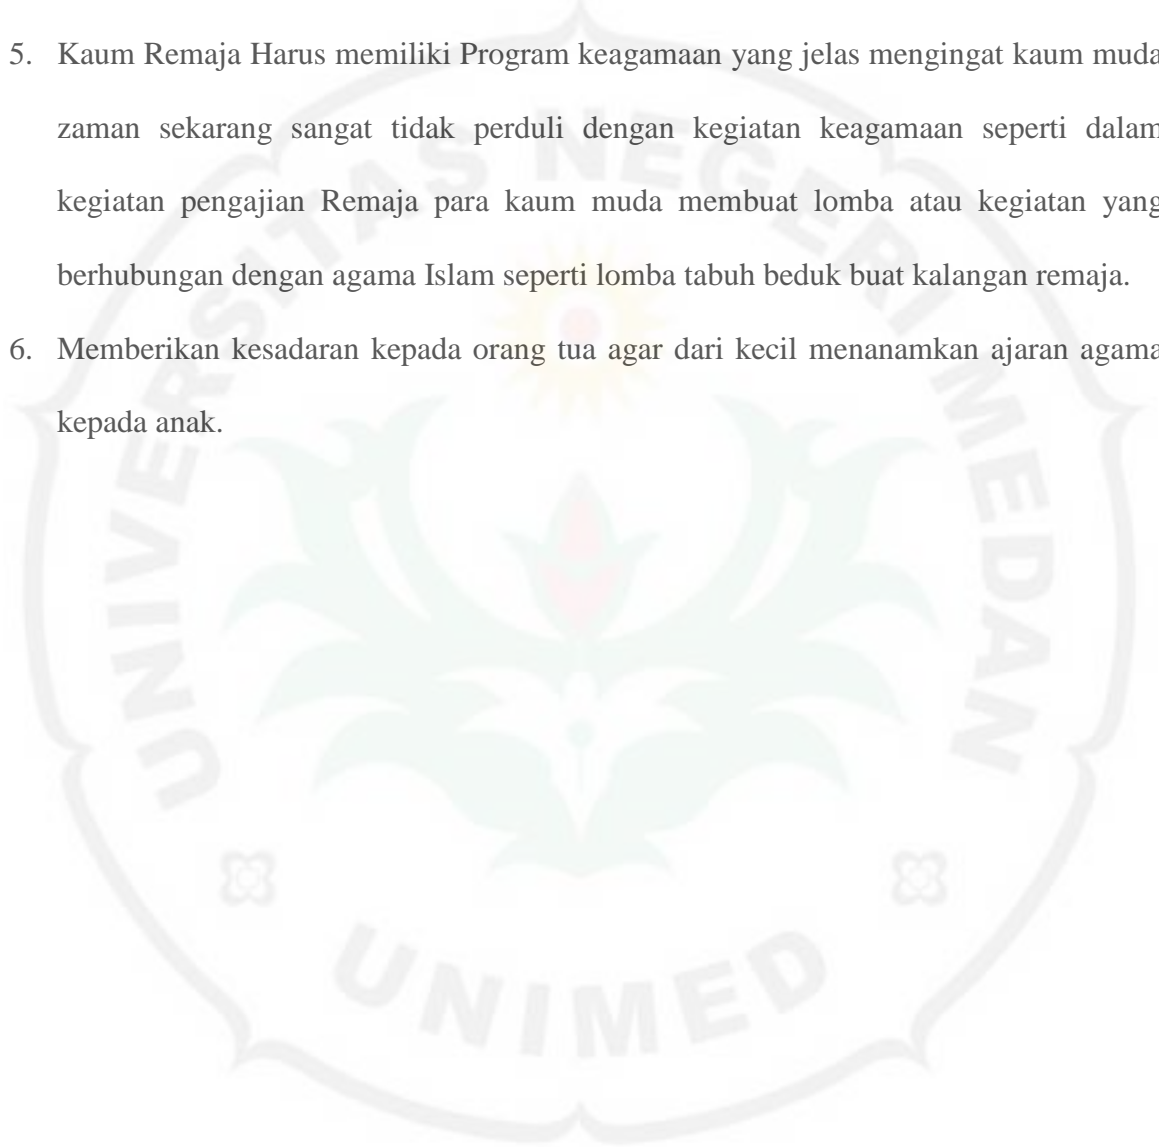 5. Kaum Remaja Harus memiliki Program keagamaan yang jelas mengingat kaum muda
zaman sekarang sangat tidak perduli dengan kegiatan keagamaan seperti dalam
kegiatan pengajian Remaja para kaum muda membuat lomba atau kegiatan yang
berhubungan dengan agama Islam seperti lomba tabuh beduk buat kalangan remaja.
6. Memberikan kesadaran kepada orang tua agar dari kecil menanamkan ajaran agama
kepada anak.
UNIVERSITAS NEGERI MEDAN
UNIMED